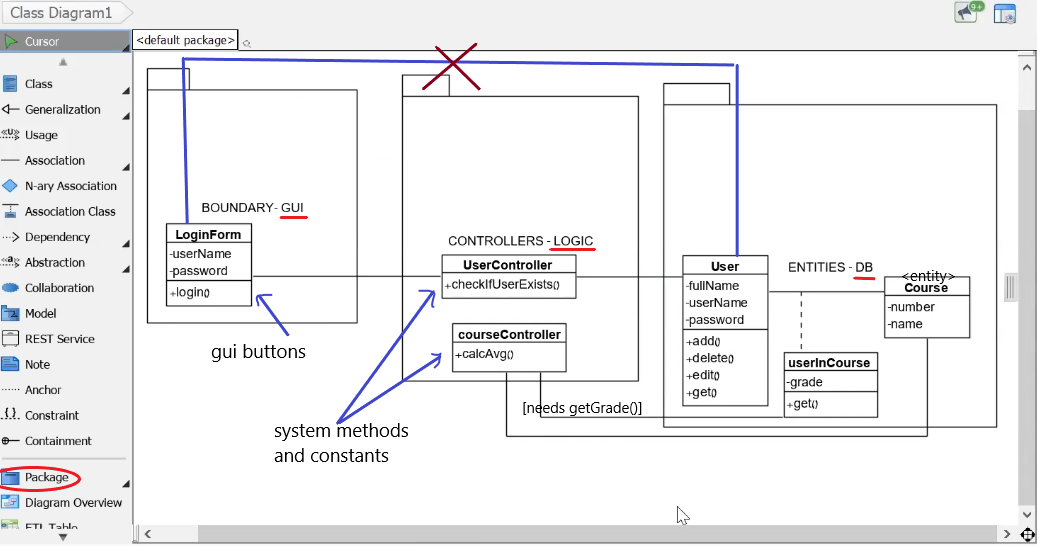 Class Diagram1
9+
Cursor
<default package>
Class
Generalization
Usage
Association
N-ary Association
Association Class
Dependency
Abstraction
Collaboration
Model
REST Service
Note
Anchor
Constraint
Containment
Package
Diagram Overview
ETL Table
BOUNDARY- GUI
LoginForm
-userName
-password
+login()
gui buttons
CONTROLLERS - LOGIC
UserController
+checkIfUserExists()
courseController
+calcAvg()
system methods
and constants
[needs getGrade()]
ENTITIES - DB
User
-fullName
-userName
-password
+add()
+delete()
+edit()
+get()
<entity>
Course
-number
-name
userInCourse
-grade
+get()